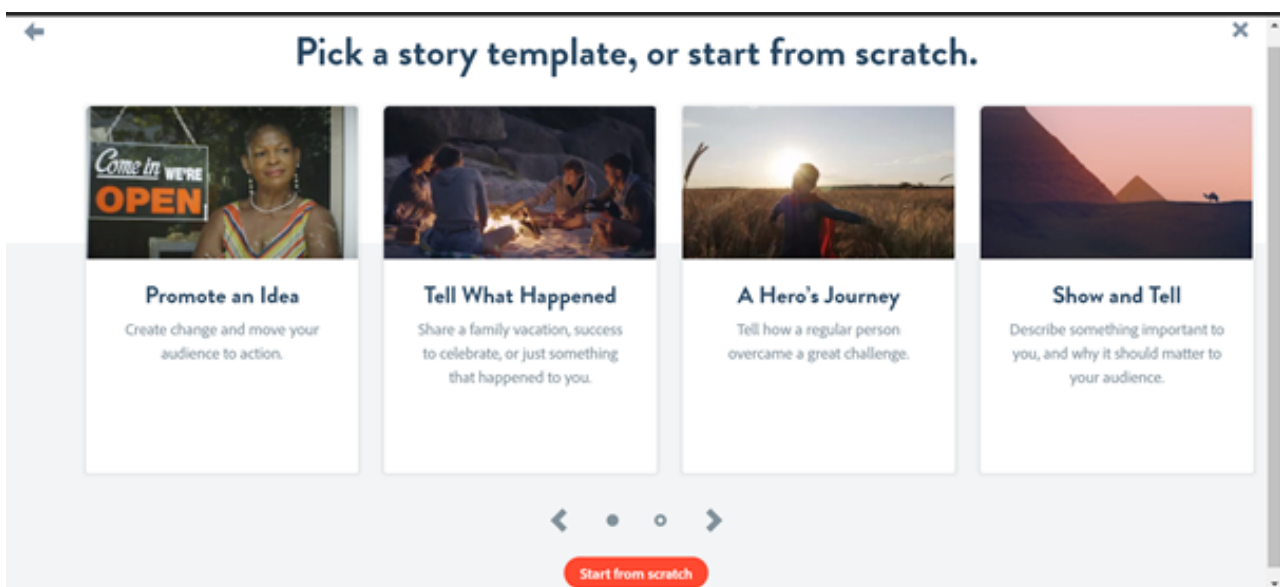 Pick a story template, or start from scratch.
Come in WE'RE
OPEN
Promote an Idea
Create change and move your
audience to action.
Tell What Happened
Share a family vacation, success
to celebrate, or just something
that happened to you.
A Hero's Journey
Tell how a regular person
overcame a great challenge.
Show and Tell
Describe something important to
you, and why it should matter to
your audience.
Start from scratch